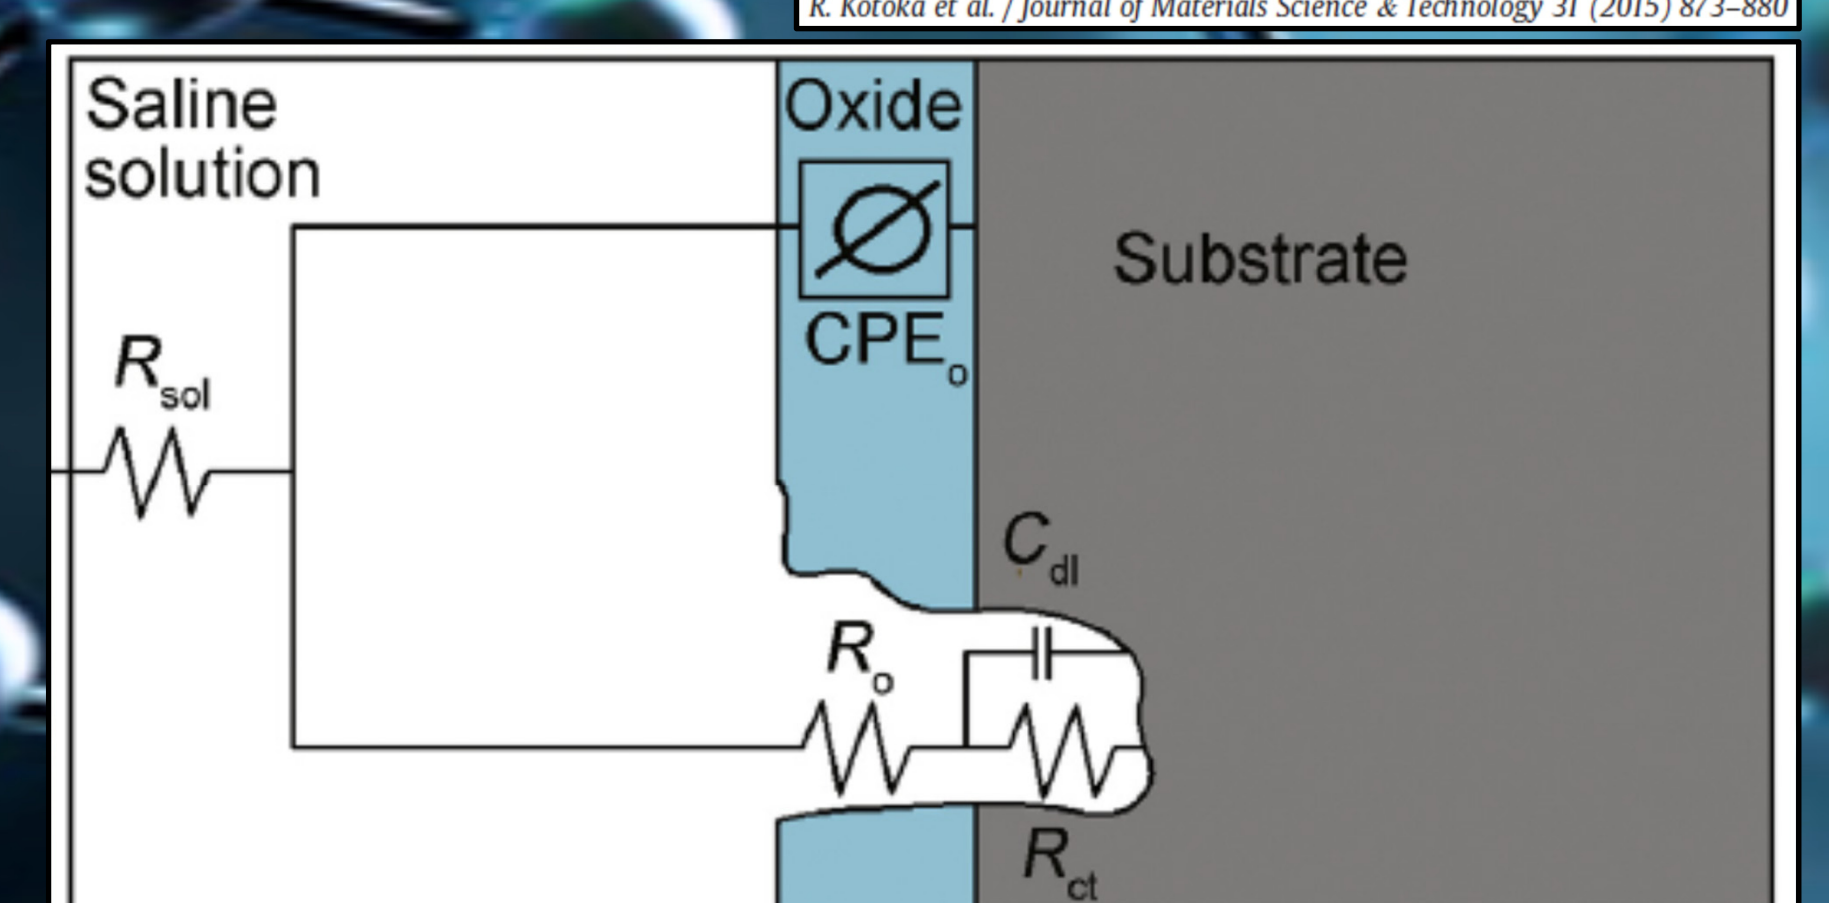 R. Kotoka et al. / Journal of Materials Science & Technology 31 (2015) 873–880
Saline
solution
Oxide
CPEo
Substrate
Rsol
Cdl
Ro
Rct